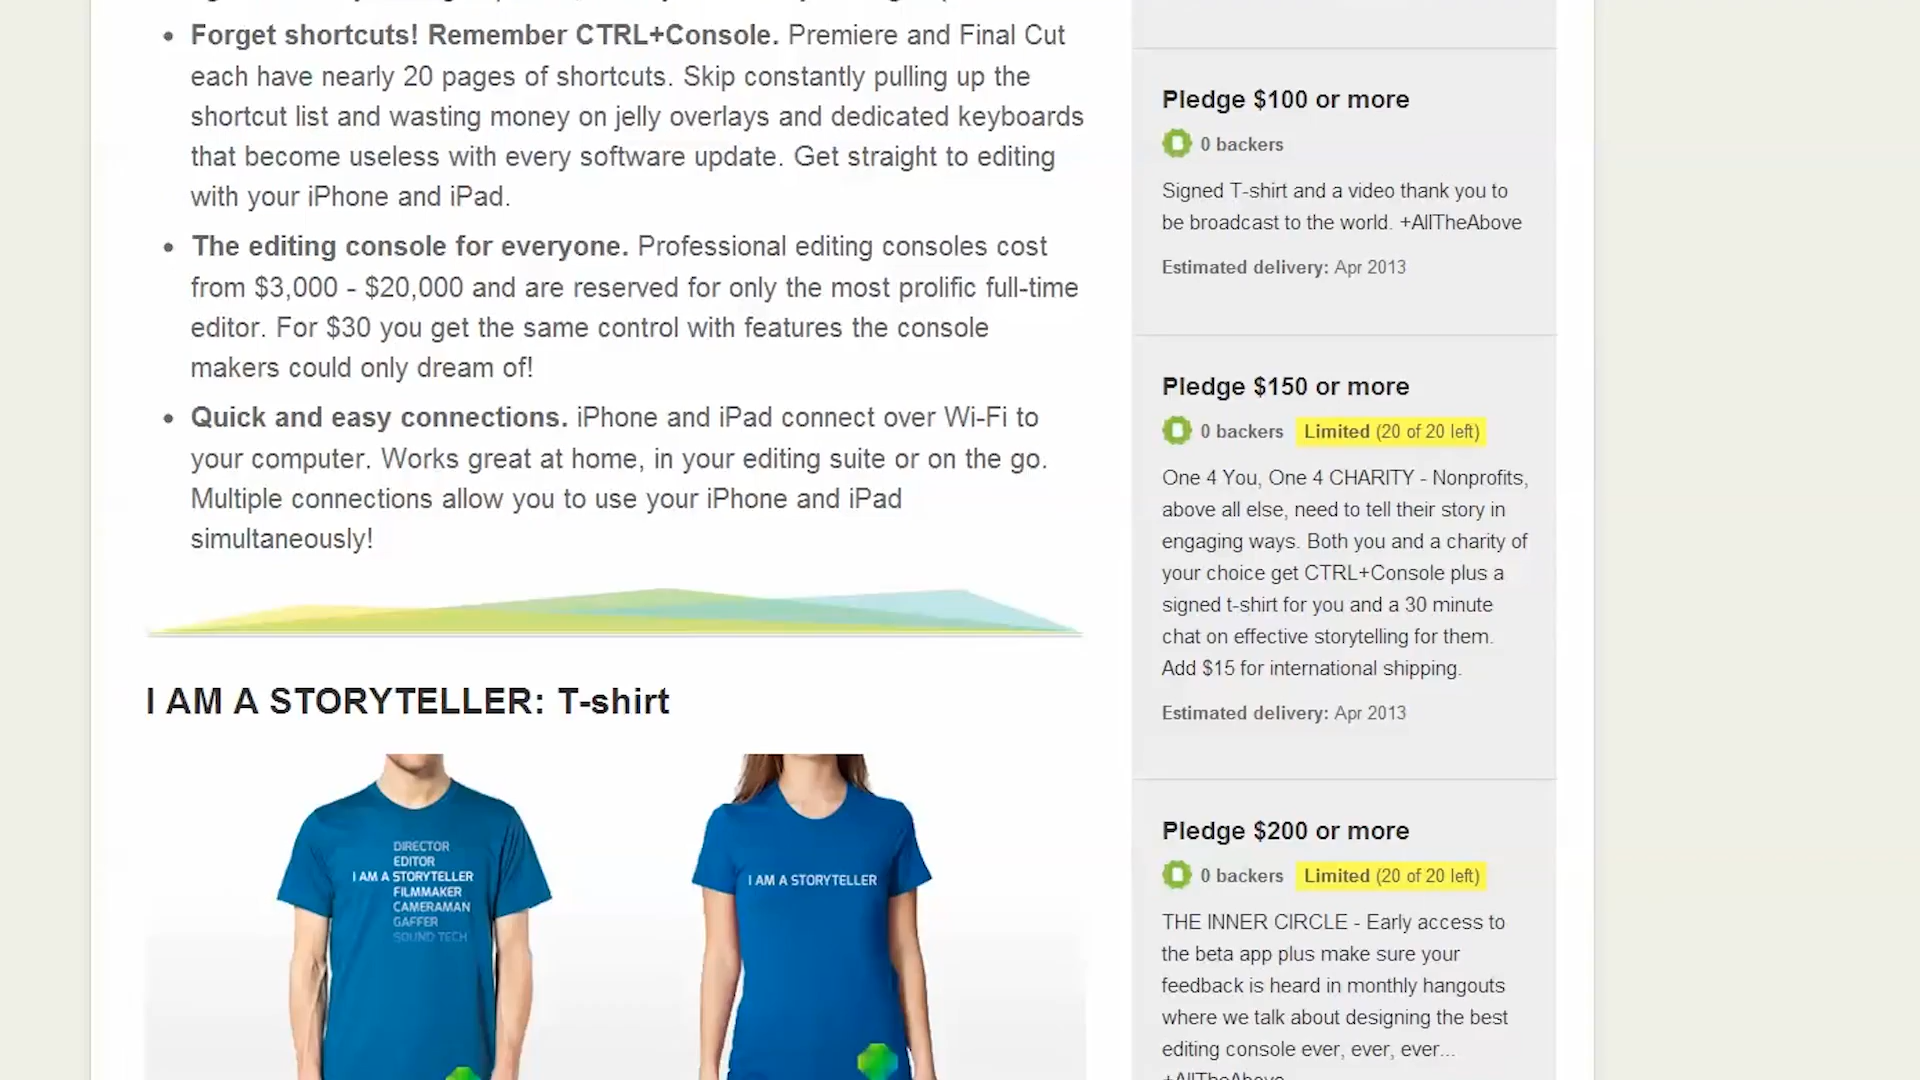 Forget shortcuts! Remember CTRL+Console. Premiere and Final Cut
each have nearly 20 pages of shortcuts. Skip constantly pulling up the
shortcut list and wasting money on jelly overlays and dedicated keyboards
that become useless with every software update. Get straight to editing
with your iPhone and iPad.
The editing console for everyone. Professional editing consoles cost
from $3,000 - $20,000 and are reserved for only the most prolific full-time
editor. For $30 you get the same control with features the console
makers could only dream of!
Quick and easy connections. iPhone and iPad connect over Wi-Fi to
your computer. Works great at home, in your editing suite or on the go.
Multiple connections allow you to use your iPhone and iPad
simultaneously!
I AM A STORYTELLER: T-shirt
DIRECTOR
EDITOR
I AM A STORYTELLER
FILMMAKER
CAMERAMAN
GAFFER
SOUND TECH
I AM A STORYTELLER
Pledge $100 or more
0 backers
Signed T-shirt and a video thank you to
be broadcast to the world. +AllTheAbove
Estimated delivery: Apr 2013
Pledge $150 or more
0 backers Limited (20 of 20 left)
One 4 You, One 4 CHARITY - Nonprofits,
above all else, need to tell their story in
engaging ways. Both you and a charity of
your choice get CTRL+Console plus a
signed t-shirt for you and a 30 minute
chat on effective storytelling for them.
Add $15 for international shipping.
Estimated delivery: Apr 2013
Pledge $200 or more
0 backers Limited (20 of 20 left)
THE INNER CIRCLE - Early access to
the beta app plus make sure your
feedback is heard in monthly hangouts
where we talk about designing the best
editing console ever, ever, ever...
+AllTheAbove